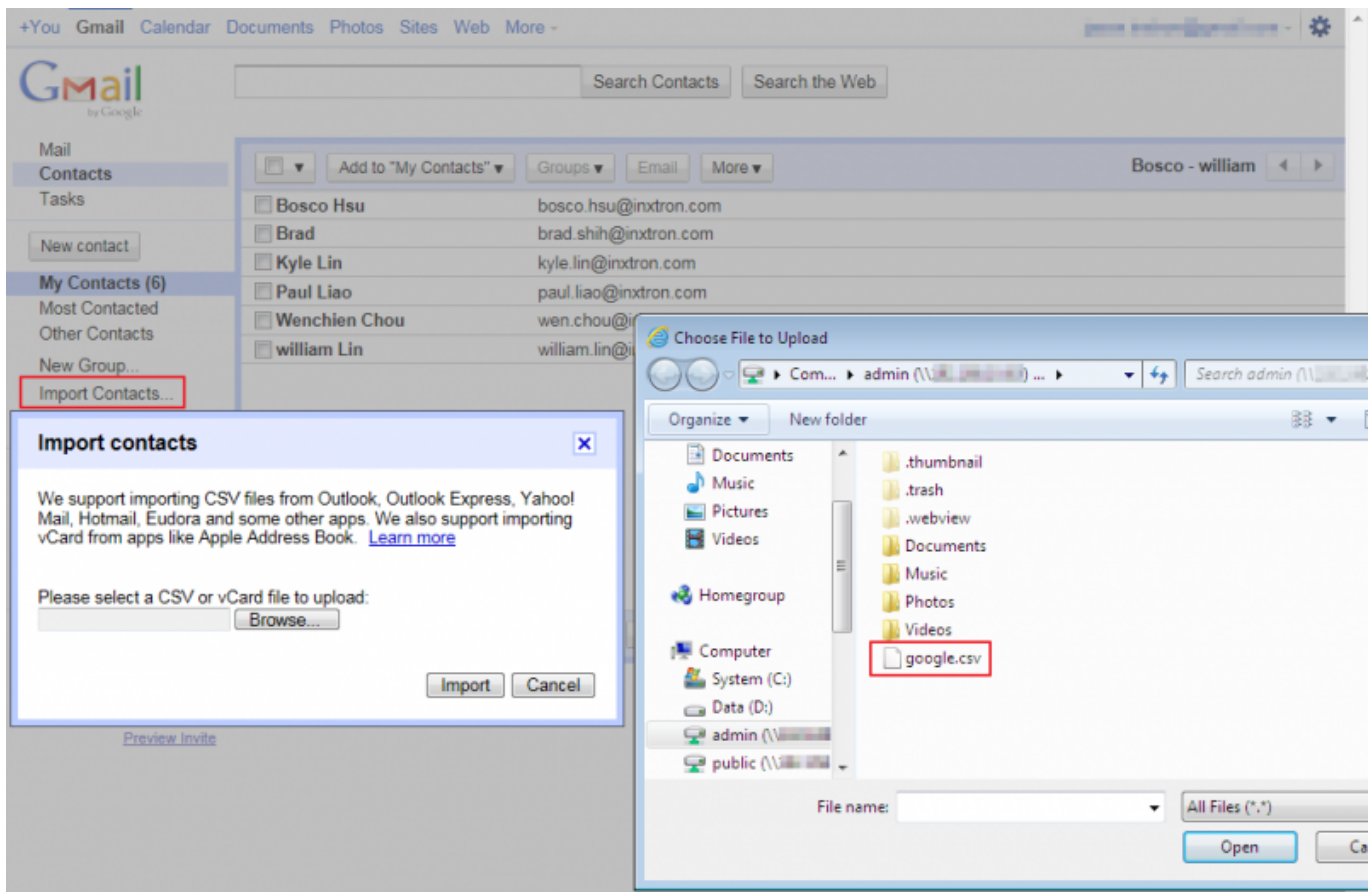 +You Gmail Calendar Documents Photos Sites Web More -
Gmail
by Google
Search Contacts Search the Web
Mail
Contacts
Tasks
New contact
My Contacts (6)
Most Contacted
Other Contacts
New Group...
Import Contacts...
Add to "My Contacts" Groups Email More Bosco - william
Bosco Hsu bosco.hsu@inxtron.com
Brad brad.shih@inxtron.com
Kyle Lin kyle.lin@inxtron.com
Paul Liao paul.liao@inxtron.com
Wenchien Chou wen.chou@i
william Lin william.lin@i
Import contacts
We support importing CSV files from Outlook, Outlook Express, Yahoo!
Mail, Hotmail, Eudora and some other apps. We also support importing
vCard from apps like Apple Address Book. Learn more
Please select a CSV or vCard file to upload:
Browse...
Import Cancel
Preview Invite
Choose File to Upload
Com... admin (\\ ) ...
Search admin (\\
Organize New folder
Documents
Music
Pictures
Videos
Homegroup
Computer
System (C:)
Data (D:)
admin (\\
public (\\
.thumbnail
.trash
.webview
Documents
Music
Photos
Videos
google.csv
File name: All Files (*.*)
Open Ca